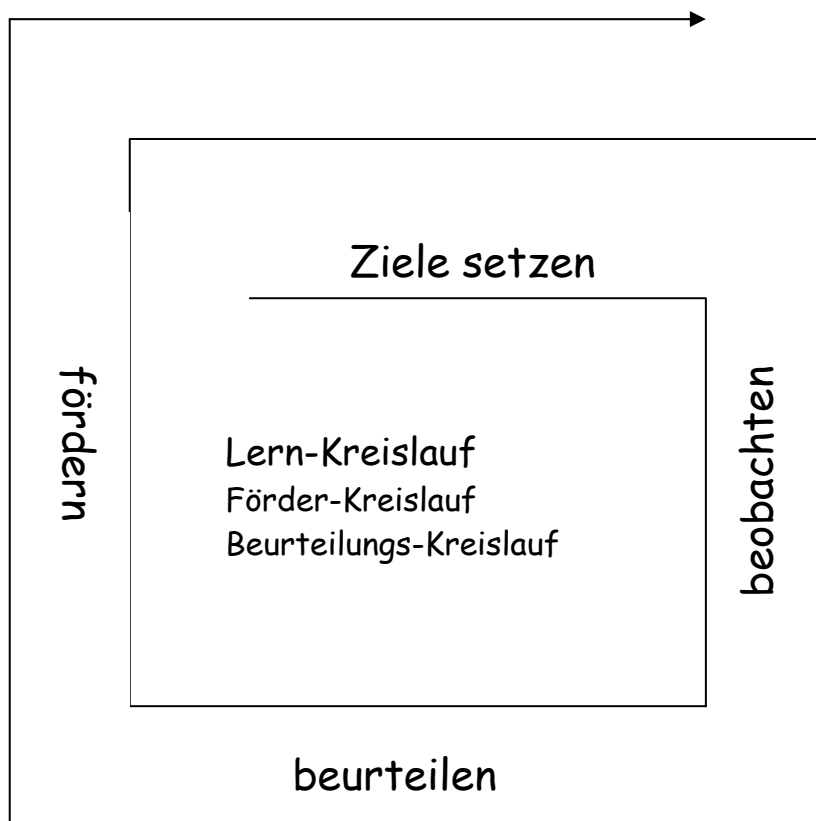 Ziele setzen
fördern
Lern-Kreislauf
Förder-Kreislauf
Beurteilungs-Kreislauf
beobachten
beurteilen